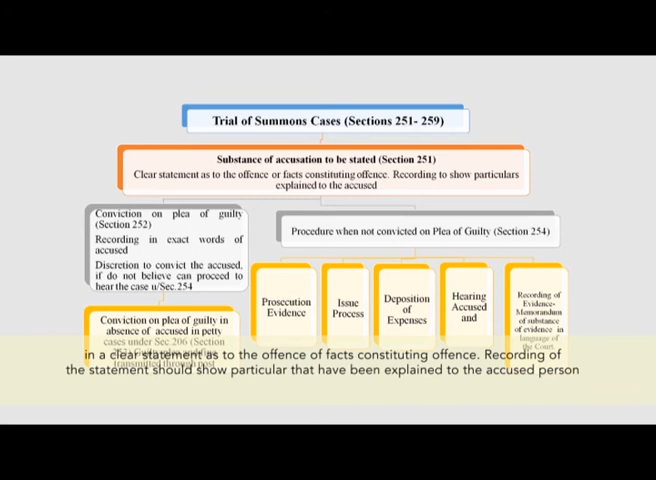 Trial of Summons Cases (Sections 251- 259)
Substance of accusation to be stated (Section 251)
Clear statement as to the offence or facts constituting offence. Recording to show particulars
explained to the accused
Conviction on plea of guilty
(Section 252)
Recording in exact words of
accused
Discretion to convict the accused,
if do not believe can proceed to
hear the case u/Sec.254
Procedure when not convicted on Plea of Guilty (Section 254)
Conviction on plea of guilty in
absence of accused in petty
cases under Sec.206 (Section
transmitted through post
Prosecution
Evidence
Issue
Process
Deposition
of
Expenses
Hearing
Accused
and
Recording of
Evidence-
Memorandum
of substance
of evidence in
language of
the Court
in a clear statement as to the offence of facts constituting offence. Recording of
the statement should show particular that have been explained to the accused person